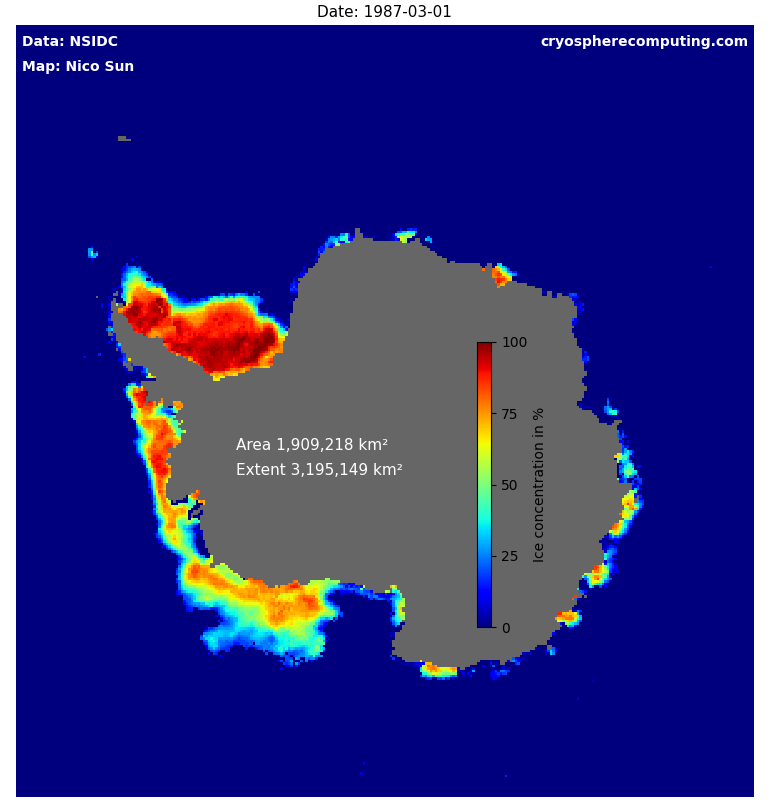 Date: 1987-03-01
Data: NSIDC
cryospherecomputing.com
Map: Nico Sun
100
75
50
25
0
Ice concentration in %
Area 1,909,218 km²
Extent 3,195,149 km²